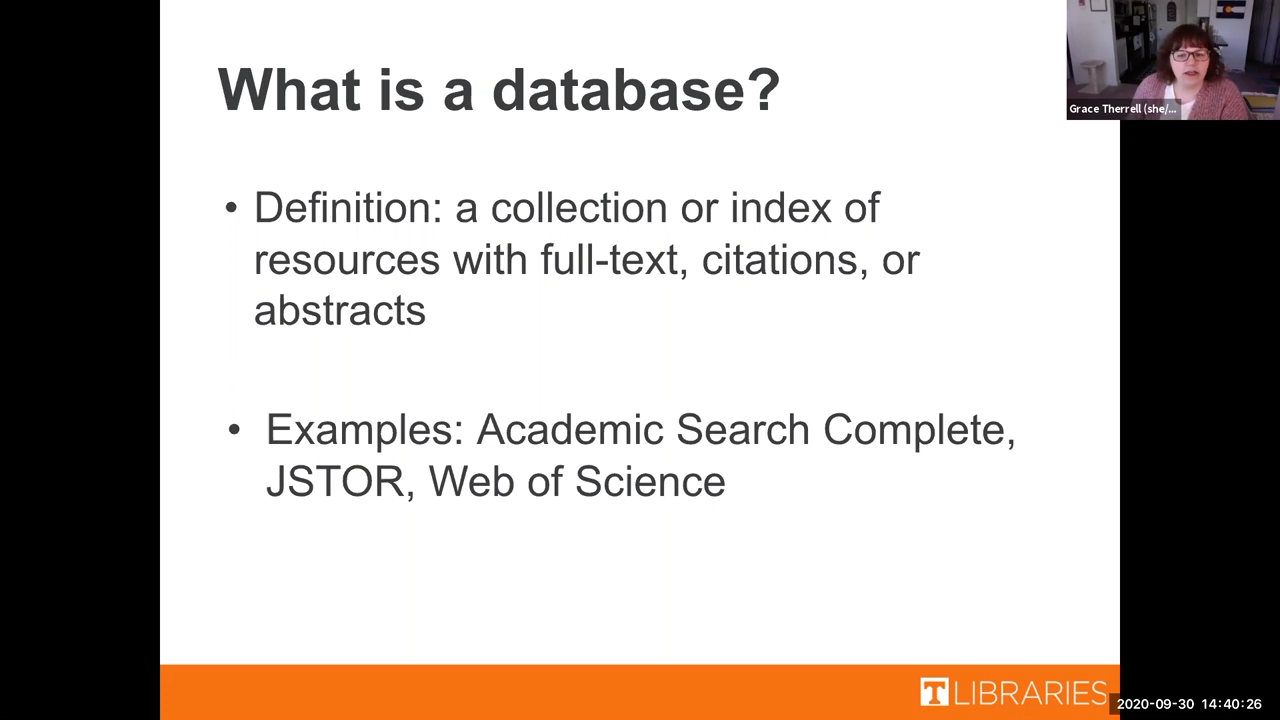 What is a database?
Grace Therrell (she/...
• Definition: a collection or index of
resources with full-text, citations, or
abstracts
• Examples: Academic Search Complete,
JSTOR, Web of Science
T LIBRARIES
2020-09-30 14:40:26